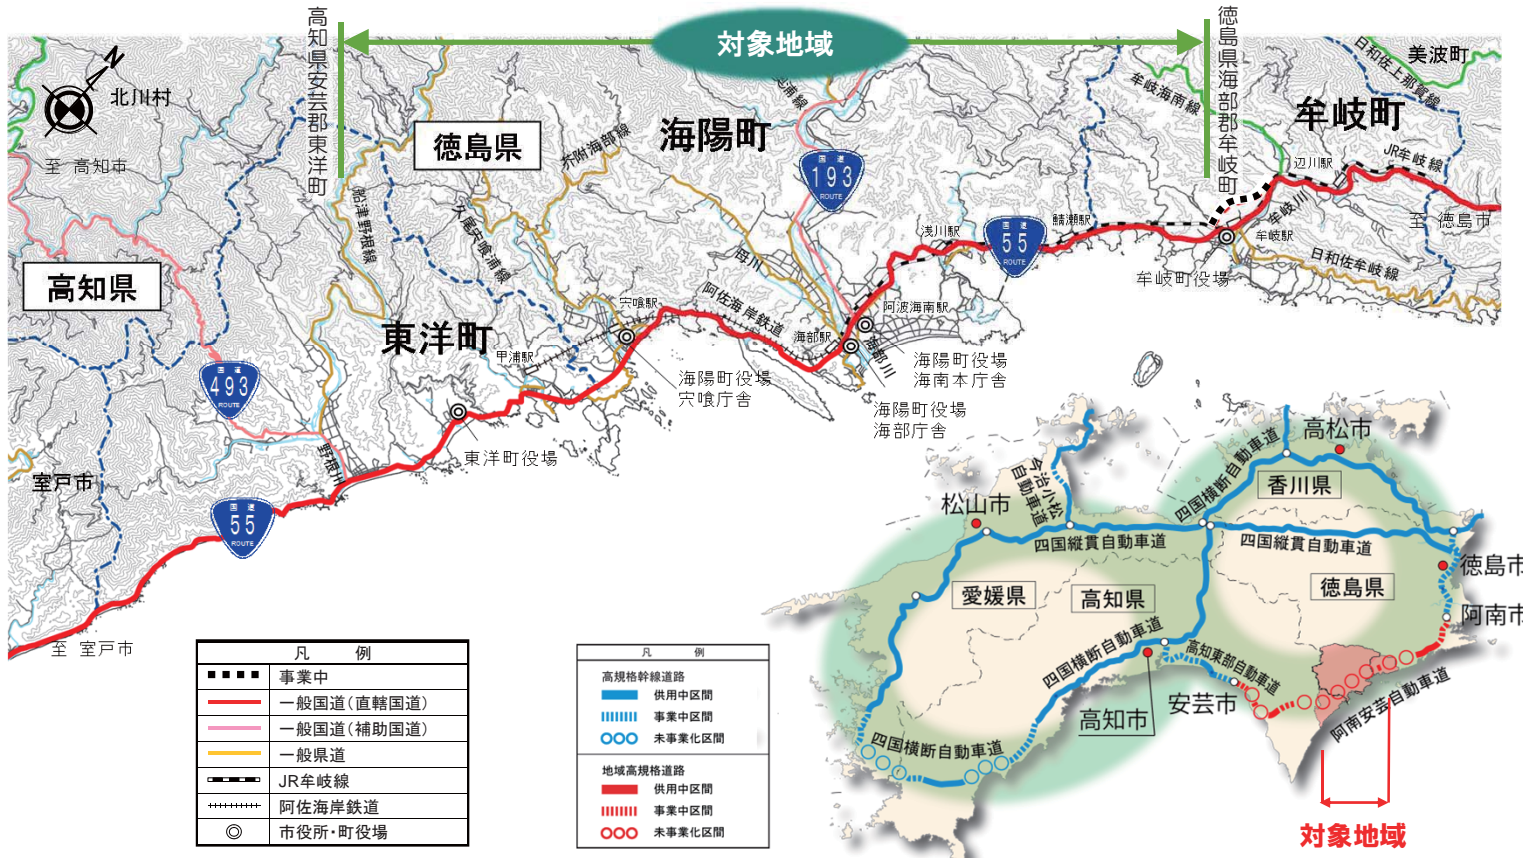 対象地域
高知県安芸郡東洋町
徳島県海部郡牟岐町
北川村
至 高知市
徳島県
海陽町
牟岐町
美波町
日和佐上那賀線
牟岐海南線
芥附海部線
国道
193
ROUTE
辺川駅
JR牟岐線
至 徳島市
船津野根線
久尾宍喰浦線
浅川駅
国道
55
ROUTE
鯖瀬駅
牟岐川
牟岐駅
日和佐牟岐線
牟岐町役場
高知県
母川
阿佐海岸鉄道
宍喰駅
阿波海南駅
海部駅
海部川
東洋町
甲浦駅
海陽町役場
海南本庁舎
海陽町役場
宍喰庁舎
海陽町役場
海部庁舎
国道
493
ROUTE
東洋町役場
野根川
室戸市
国道
55
ROUTE
至 室戸市
凡 例
事業中
一般国道(直轄国道)
一般国道(補助国道)
一般県道
JR牟岐線
阿佐海岸鉄道
市役所・町役場
凡 例
高規格幹線道路
供用中区間
事業中区間
未事業化区間
地域高規格道路
供用中区間
事業中区間
未事業化区間
高松市
香川県
四国横断自動車道
今治小松
自動車道
松山市
四国縦貫自動車道
四国縦貫自動車道
徳島市
愛媛県
高知県
徳島県
阿南市
四国横断自動車道
高知東部自動車道
安芸市
高知市
阿南安芸自動車道
四国横断自動車道
対象地域